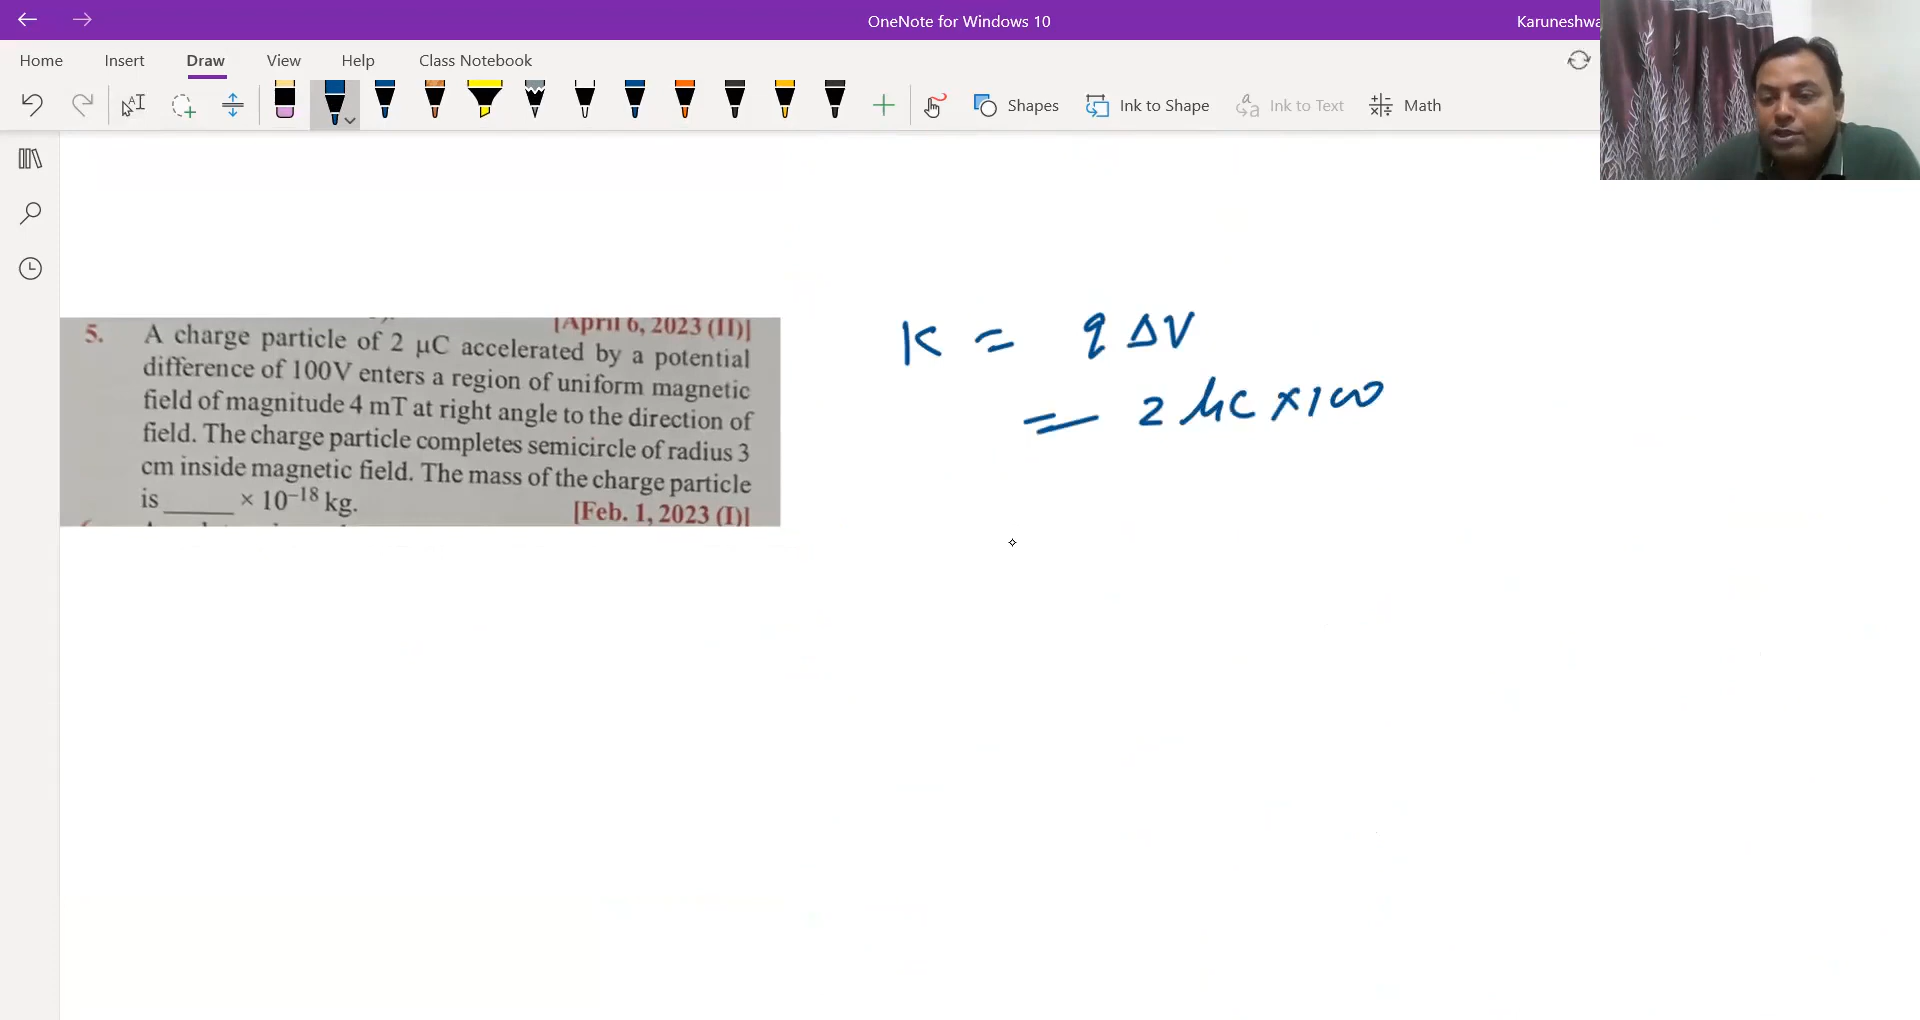 OneNote for Windows 10
Karuneshwa
Home Insert Draw View Help Class Notebook
Shapes Ink to Shape Ink to Text Math
[April 6, 2023 (II)]
5. A charge particle of 2 μC accelerated by a potential
difference of 100V enters a region of uniform magnetic
field of magnitude 4 mT at right angle to the direction of
field. The charge particle completes semicircle of radius 3
cm inside magnetic field. The mass of the charge particle
is ______ × 10⁻¹⁸ kg.
[Feb. 1, 2023 (I)]
K = q ΔV
= 2 μC × 100